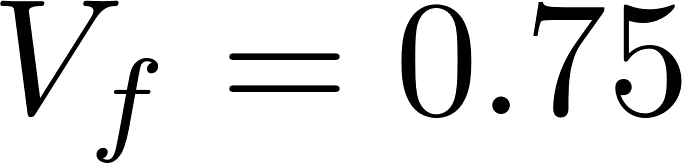 V_f = 0.75